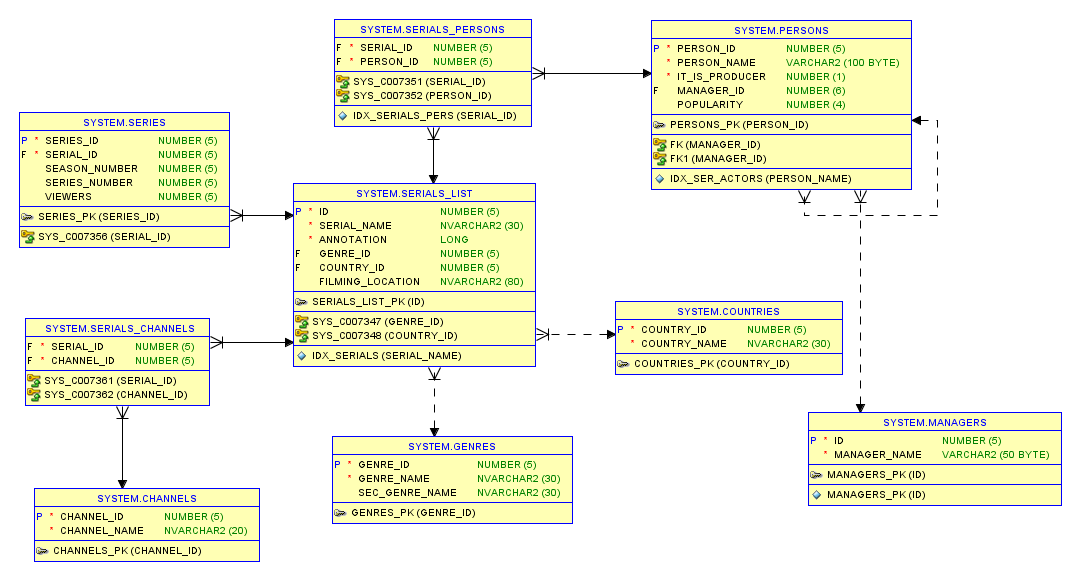 SYSTEM.SERIALS_PERSONS
F * SERIAL_ID NUMBER (5)
F * PERSON_ID NUMBER (5)
SYS_C007351 (SERIAL_ID)
SYS_C007352 (PERSON_ID)
IDX_SERIALS_PERS (SERIAL_ID)
SYSTEM.PERSONS
P * PERSON_ID NUMBER (5)
* PERSON_NAME VARCHAR2 (100 BYTE)
* IT_IS_PRODUCER NUMBER (1)
F MANAGER_ID NUMBER (6)
POPULARITY NUMBER (4)
PERSONS_PK (PERSON_ID)
FK (MANAGER_ID)
FK1 (MANAGER_ID)
IDX_SER_ACTORS (PERSON_NAME)
SYSTEM.SERIES
P * SERIES_ID NUMBER (5)
F * SERIAL_ID NUMBER (5)
SEASON_NUMBER NUMBER (5)
SERIES_NUMBER NUMBER (5)
VIEWERS NUMBER (5)
SERIES_PK (SERIES_ID)
SYS_C007356 (SERIAL_ID)
SYSTEM.SERIALS_LIST
P * ID NUMBER (5)
* SERIAL_NAME NVARCHAR2 (30)
* ANNOTATION LONG
F GENRE_ID NUMBER (5)
F COUNTRY_ID NUMBER (5)
FILMING_LOCATION NVARCHAR2 (80)
SERIALS_LIST_PK (ID)
SYS_C007347 (GENRE_ID)
SYS_C007348 (COUNTRY_ID)
IDX_SERIALS (SERIAL_NAME)
SYSTEM.COUNTRIES
P * COUNTRY_ID NUMBER (5)
* COUNTRY_NAME NVARCHAR2 (30)
COUNTRIES_PK (COUNTRY_ID)
SYSTEM.SERIALS_CHANNELS
F * SERIAL_ID NUMBER (5)
F * CHANNEL_ID NUMBER (5)
SYS_C007361 (SERIAL_ID)
SYS_C007362 (CHANNEL_ID)
SYSTEM.MANAGERS
P * ID NUMBER (5)
* MANAGER_NAME VARCHAR2 (50 BYTE)
MANAGERS_PK (ID)
MANAGERS_PK (ID)
SYSTEM.GENRES
P * GENRE_ID NUMBER (5)
* GENRE_NAME NVARCHAR2 (30)
SEC_GENRE_NAME NVARCHAR2 (30)
GENRES_PK (GENRE_ID)
SYSTEM.CHANNELS
P * CHANNEL_ID NUMBER (5)
* CHANNEL_NAME NVARCHAR2 (20)
CHANNELS_PK (CHANNEL_ID)